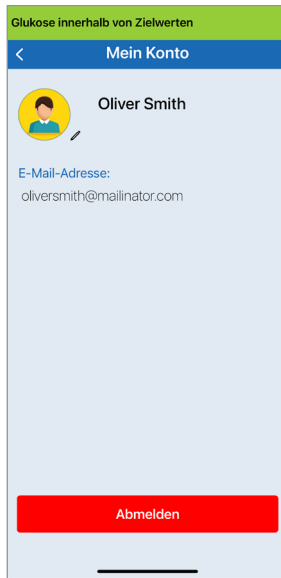 Glukose innerhalb von Zielwerten
Mein Konto
Oliver Smith
E-Mail-Adresse:
oliversmith@mailinator.com
Abmelden